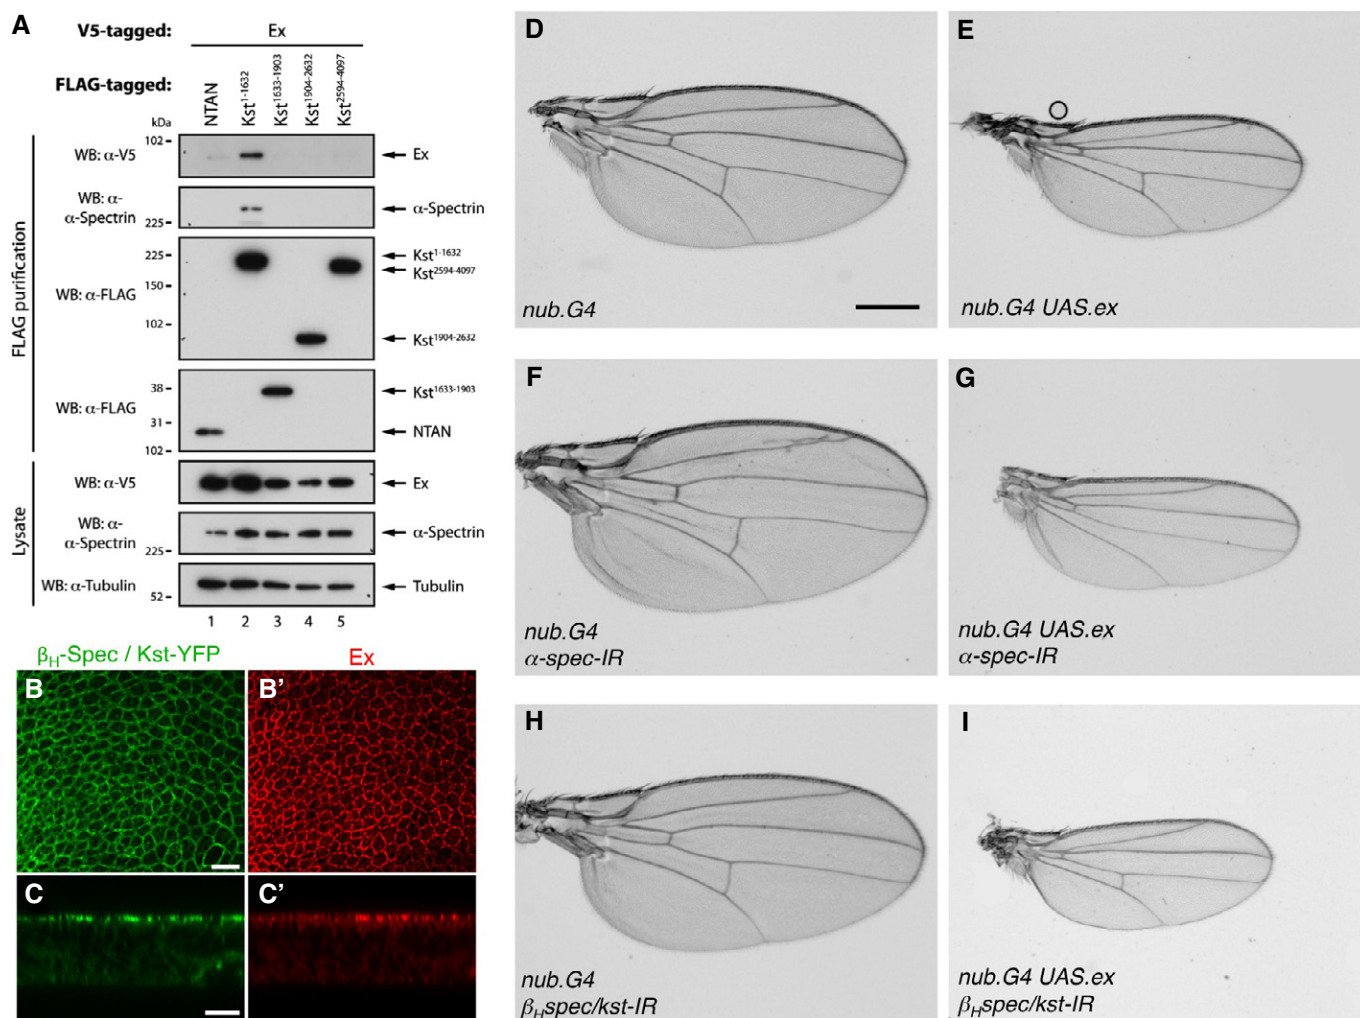 A
V5-tagged: Ex
FLAG-tagged: NTAN Kst1-1632 Kst1633-1903 Kst1904-2632 Kst2594-4097
kDa
FLAG purification
102
WB: α-V5
Ex
WB: α-
α-Spectrin
α-Spectrin
225
225
Kst1-1632
Kst2594-4097
150
WB: α-FLAG
102
Kst1904-2632
38
Kst1633-1903
WB: α-FLAG
31
NTAN
102
Lysate
WB: α-V5
Ex
WB: α-
α-Spectrin
α-Spectrin
225
WB: α-Tubulin
Tubulin
52
1 2 3 4 5
βH-Spec / Kst-YFP
Ex
B
B'
C
C'
D
nub.G4
E
nub.G4 UAS.ex
F
nub.G4
α-spec-IR
G
nub.G4 UAS.ex
α-spec-IR
H
nub.G4
βHspec/kst-IR
I
nub.G4 UAS.ex
βHspec/kst-IR